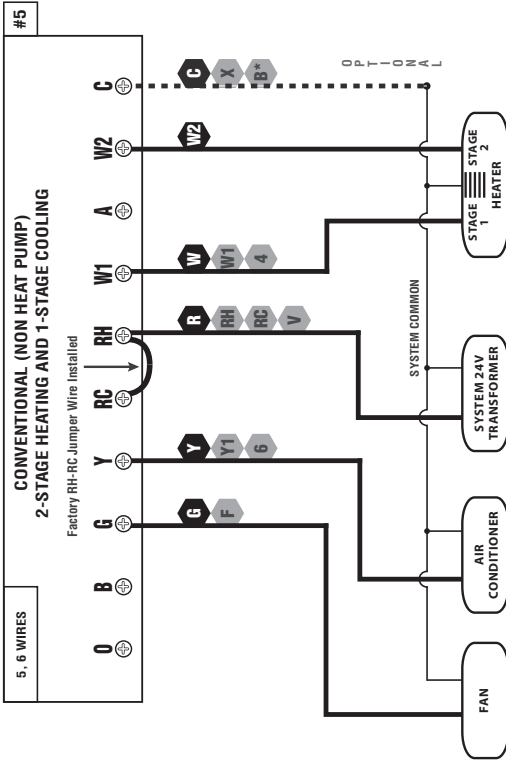 5, 6 WIRES
CONVENTIONAL (NON HEAT PUMP)
2-STAGE HEATING AND 1-STAGE COOLING
#5
Factory RH-RC Jumper Wire Installed
O
B
G
Y
RC
RH
W1
A
W2
C
G
F
Y
Y1
6
R
RH
RC
V
W
W1
4
W2
C
X
B*
OPTIONAL
SYSTEM COMMON
FAN
AIR
CONDITIONER
SYSTEM 24V
TRANSFORMER
STAGE
1
STAGE
2
HEATER